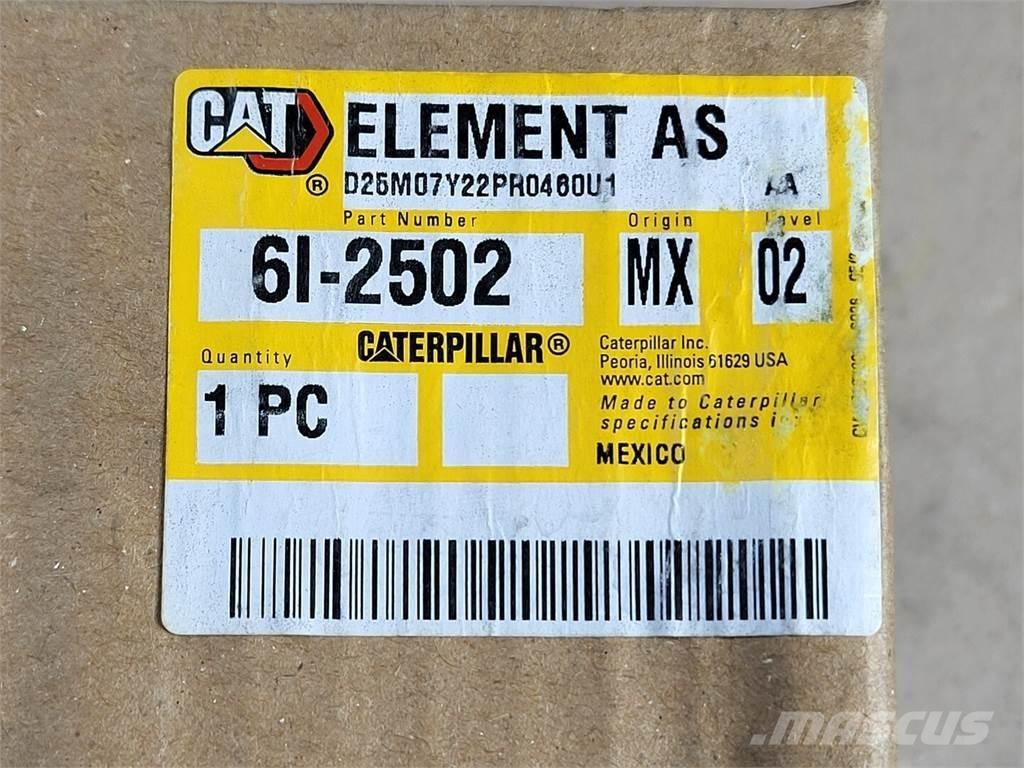 CAT
ELEMENT AS
®
D25M07Y22PR0460U1 AA
Part Number Origin Level
6I-2502 MX 02
Quantity CATERPILLAR®
1 PC
Caterpillar Inc.
Peoria, Illinois 61629 USA
www.cat.com
Made to Caterpillar
specifications in
MEXICO
MASCUS